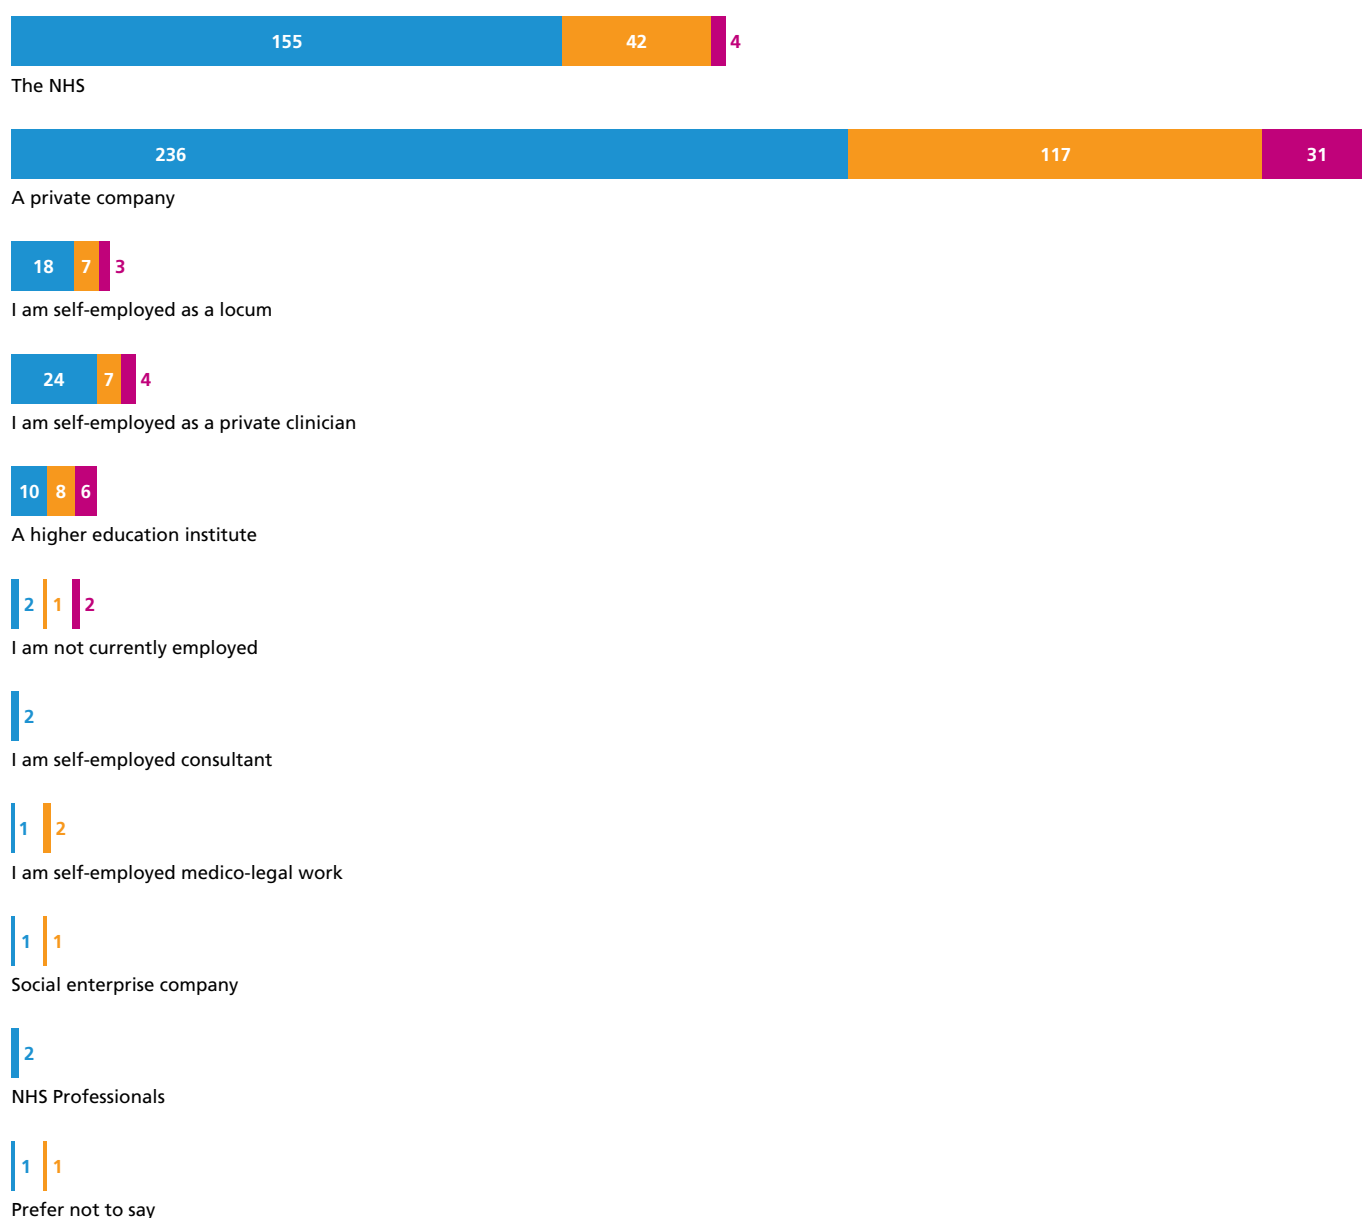 155 42 4
The NHS
236 117 31
A private company
18 7 3
I am self-employed as a locum
24 7 4
I am self-employed as a private clinician
10 8 6
A higher education institute
2 1 2
I am not currently employed
2
I am self-employed consultant
1 2
I am self-employed medico-legal work
1 1
Social enterprise company
2
NHS Professionals
1 1
Prefer not to say